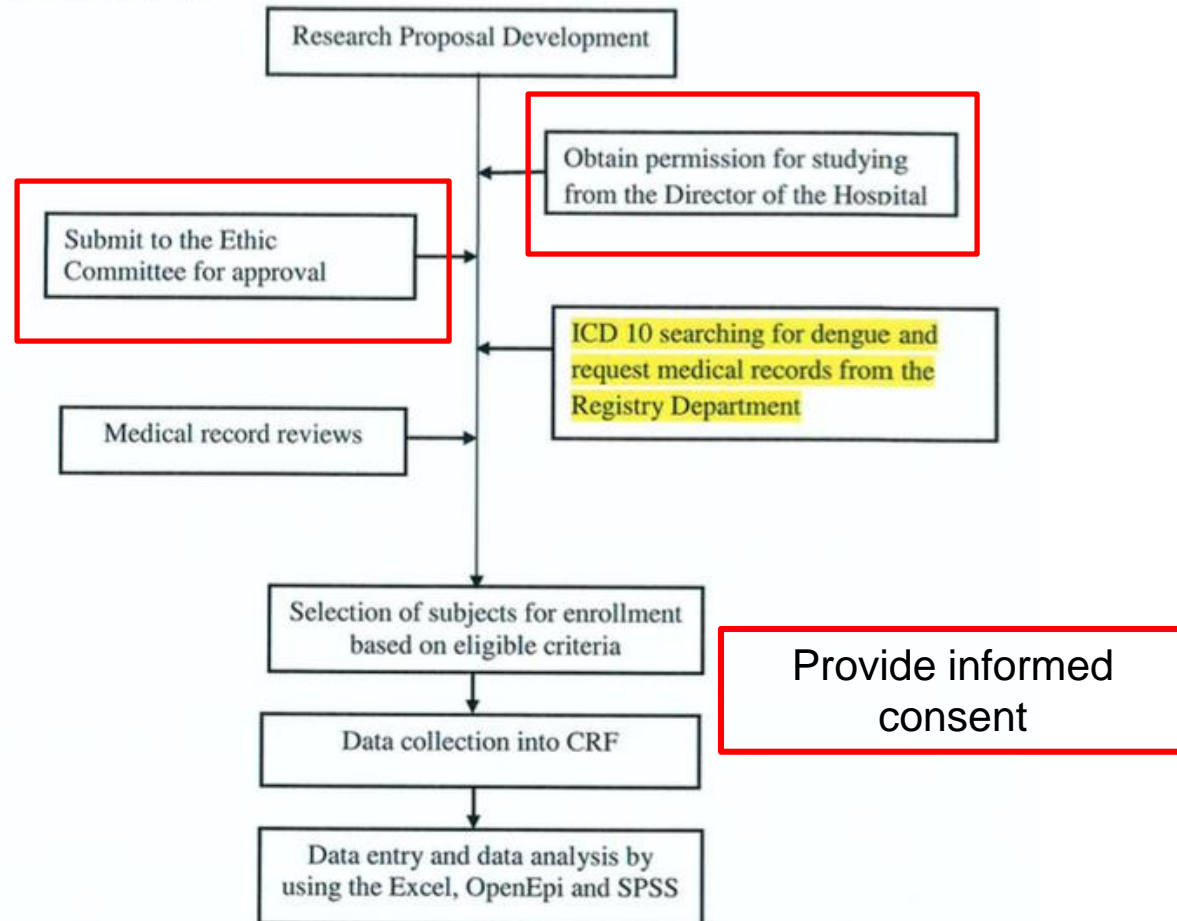 Research Proposal Development
Obtain permission for studying
from the Director of the Hospital
Submit to the Ethic
Committee for approval
ICD 10 searching for dengue and
request medical records from the
Registry Department
Medical record reviews
Selection of subjects for enrollment
based on eligible criteria
Provide informed
consent
Data collection into CRF
Data entry and data analysis by
using the Excel, OpenEpi and SPSS